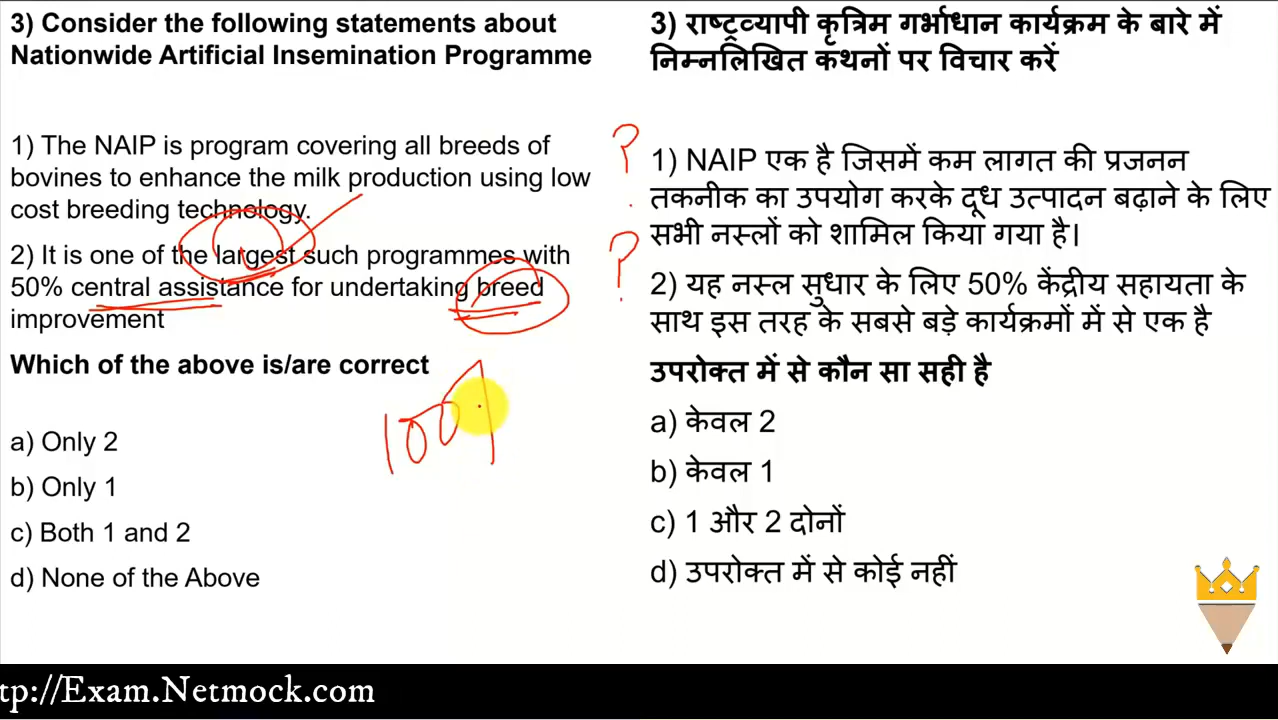 3) Consider the following statements about
Nationwide Artificial Insemination Programme
1) The NAIP is program covering all breeds of
bovines to enhance the milk production using low
cost breeding technology.
2) It is one of the largest such programmes with
50% central assistance for undertaking breed
improvement
Which of the above is/are correct
a) Only 2
b) Only 1
c) Both 1 and 2
d) None of the Above
100
3) राष्ट्रव्यापी कृत्रिम गर्भाधान कार्यक्रम के बारे में
निम्नलिखित कथनों पर विचार करें
?
1) NAIP एक है जिसमें कम लागत की प्रजनन
तकनीक का उपयोग करके दूध उत्पादन बढ़ाने के लिए
सभी नस्लों को शामिल किया गया है।
?
2) यह नस्ल सुधार के लिए 50% केंद्रीय सहायता के
साथ इस तरह के सबसे बड़े कार्यक्रमों में से एक है
उपरोक्त में से कौन सा सही है
a) केवल 2
b) केवल 1
c) 1 और 2 दोनों
d) उपरोक्त में से कोई नहीं
tp://Exam.Netmock.com